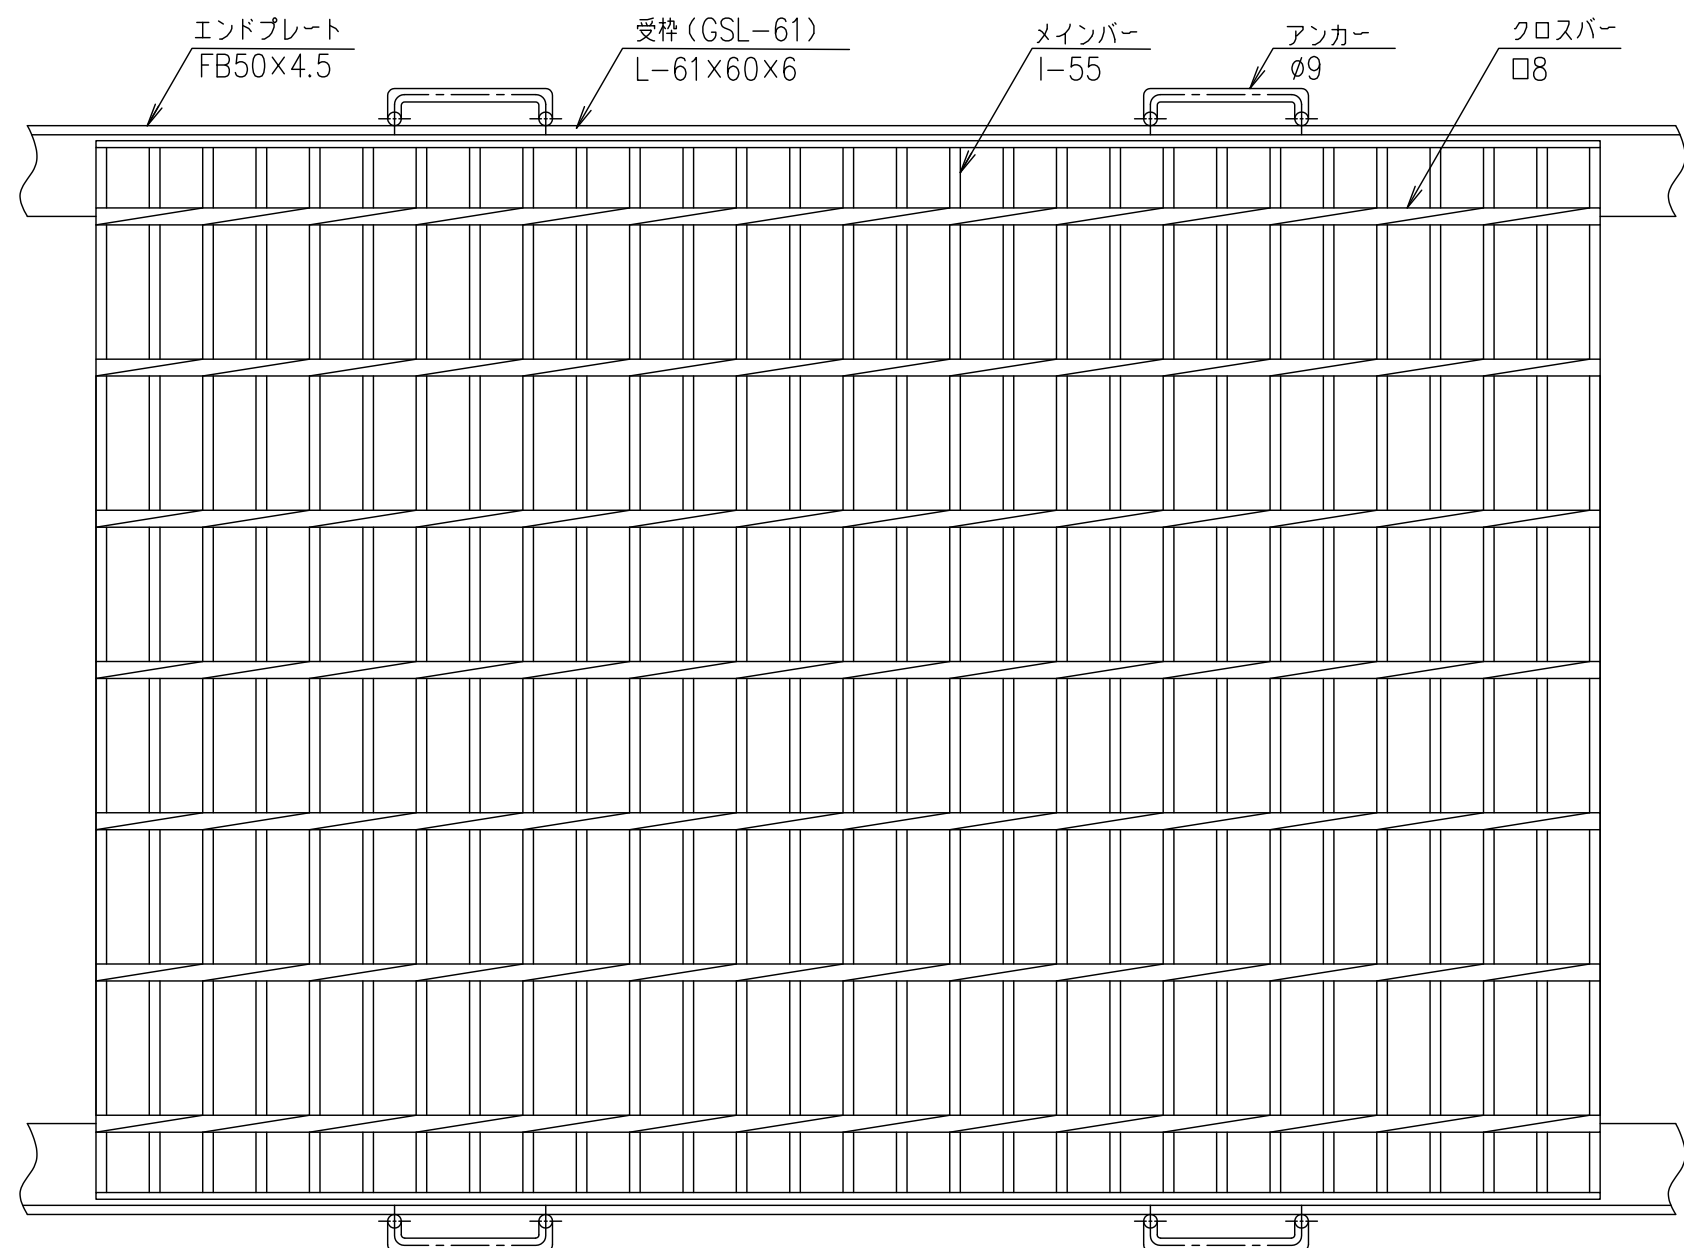 エンドプレート
FB50×4.5
受枠(GSL-61)
L-61×60×6
メインバー
I-55
アンカー
φ9
クロスバー
□8